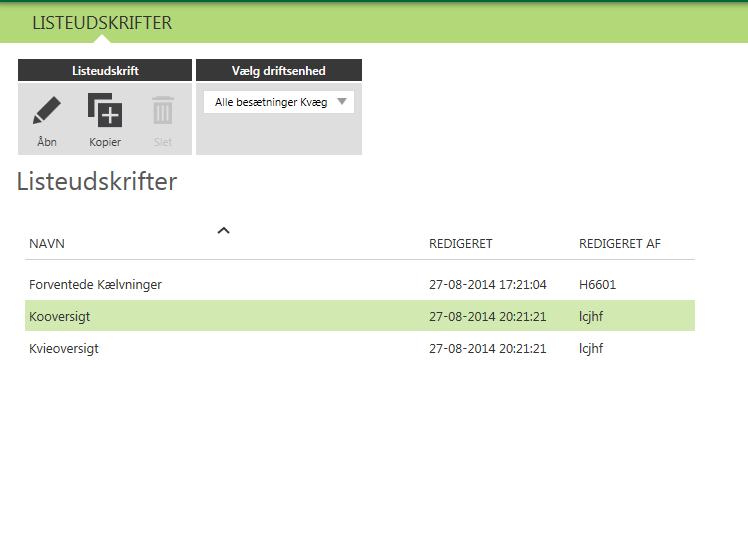 LISTEUDSKRIFTER
Listeudskrift
Vælg driftsenhed
Alle besætninger Kvæg
Åbn
Kopier
Slet
Listeudskrifter
NAVN REDIGERET REDIGERET AF
Forventede Kælvninger 27-08-2014 17:21:04 H6601
Kooversigt 27-08-2014 20:21:21 lcjhf
Kvieoversigt 27-08-2014 20:21:21 lcjhf